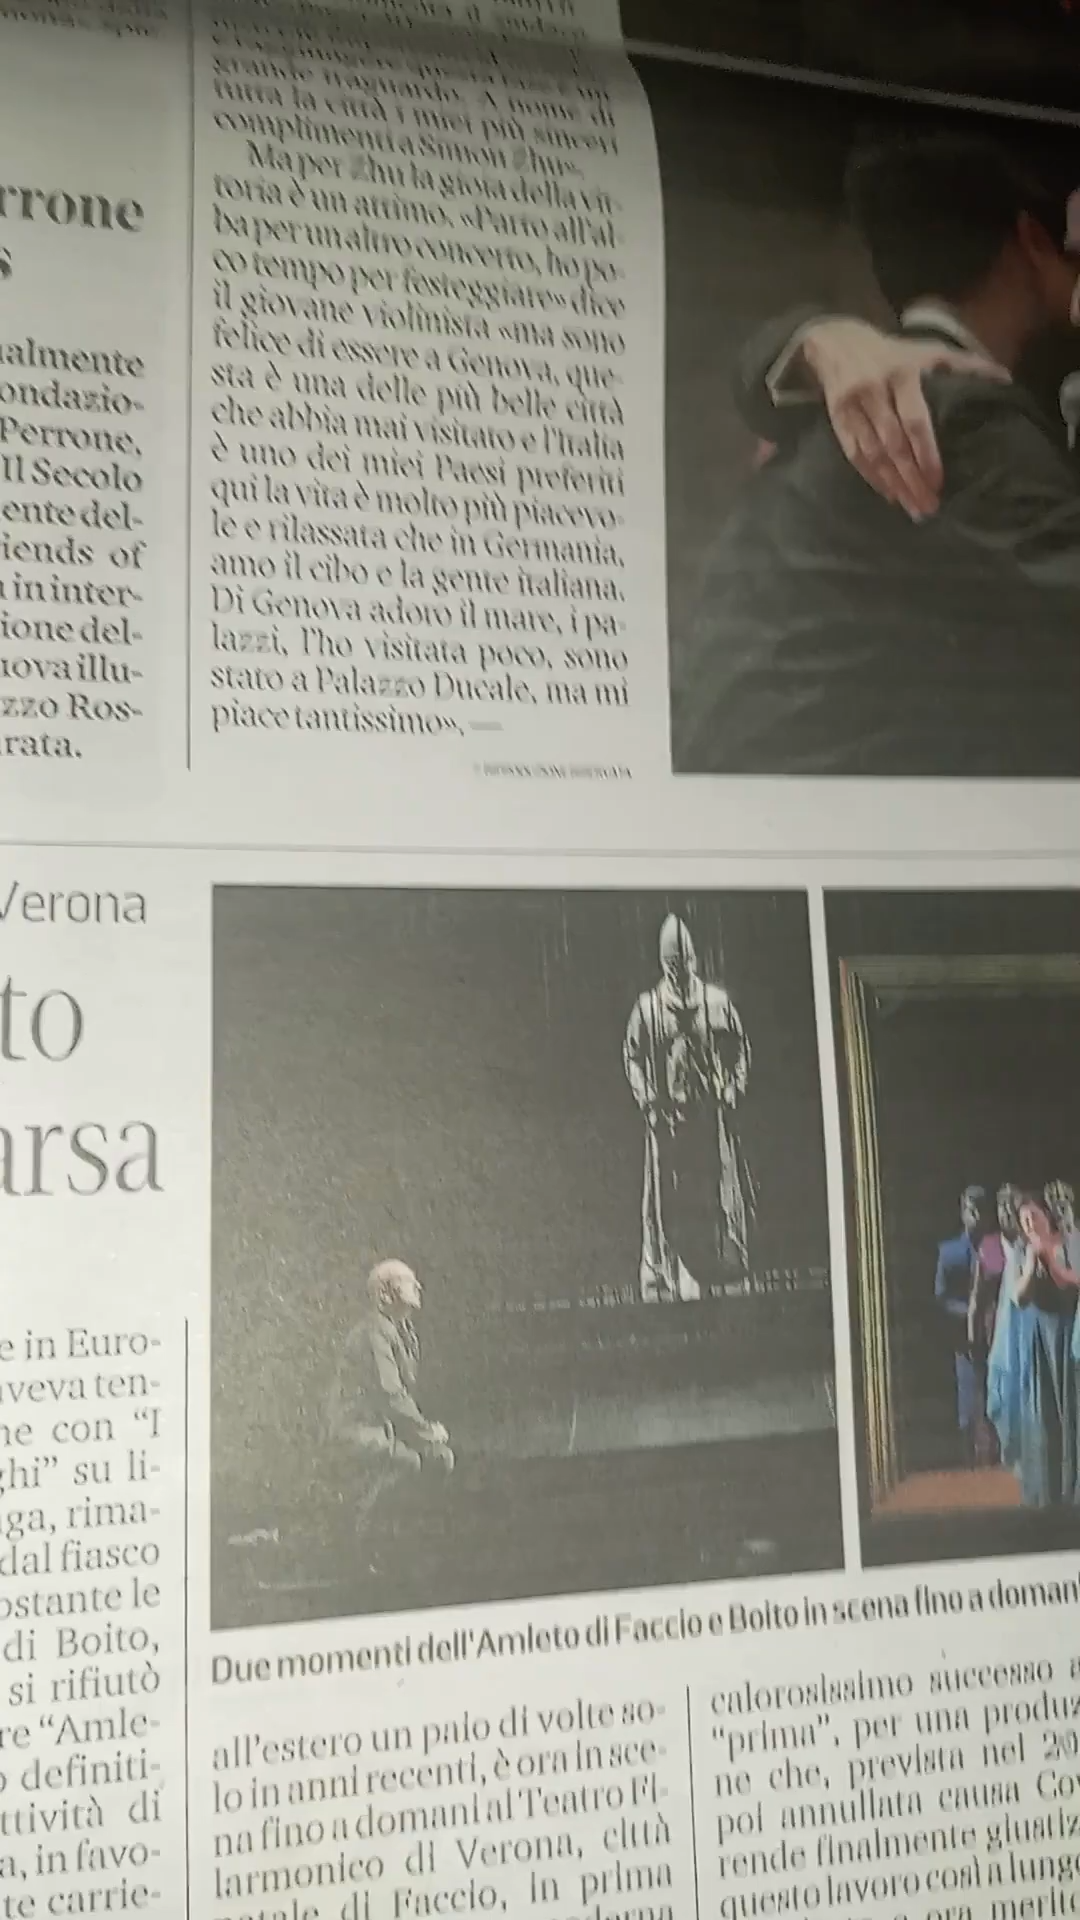 grande traguardo. A nome di
tutta la città i miei più sinceri
complimenti a Simon Zhu».
Ma per Zhu la gioia della vit-
toria è un attimo. «Parto all'al-
ba per un altro concerto, ho po-
co tempo per festeggiare» dice
il giovane violinista «ma sono
felice di essere a Genova, que-
sta è una delle più belle città
che abbia mai visitato e l'Italia
è uno dei miei Paesi preferiti
qui la vita è molto più piacevo-
le e rilassata che in Germania,
amo il cibo e la gente italiana.
Di Genova adoro il mare, i pa-
lazzi, l'ho visitata poco, sono
stato a Palazzo Ducale, ma mi
piace tantissimo». —
© RIPRODUZIONE RISERVATA
rrone
s
ualmente
ondazio-
Perrone,
Il Secolo
ente del-
riends of
in inter-
ione del-
nova illu-
zzo Ros-
rata.
Verona
to
arsa
e in Euro-
aveva ten-
ne con “I
ghi” su li-
aga, rima-
dal fiasco
ostante le
di Boito,
si rifiutò
re “Amle-
o definiti-
ttività di
a, in favo-
te carrie-
Due momenti dell'Amleto di Faccio e Boito in scena fino a doman
all'estero un paio di volte so-
lo in anni recenti, è ora in sce-
na fino a domani al Teatro Fi-
larmonico di Verona, città
natale di Faccio, in prima
calorosissimo successo a
“prima”, per una produz
ne che, prevista nel 20
poi annullata causa Co
rende finalmente giustiz
questo lavoro così a lungo
ora merito